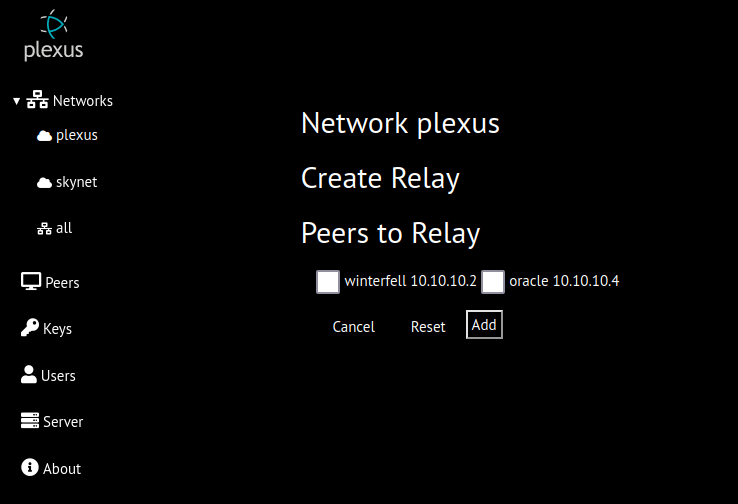 plexus
Networks
plexus
skynet
all
Peers
Keys
Users
Server
About
Network plexus
Create Relay
Peers to Relay
winterfell 10.10.10.2 oracle 10.10.10.4
Cancel Reset Add